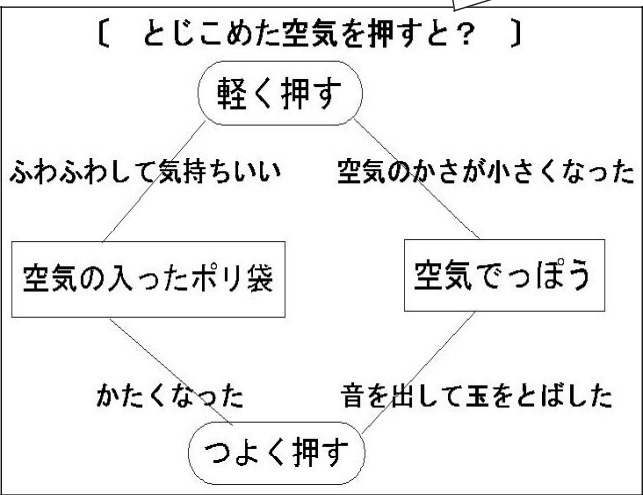 〔 とじこめた空気を押すと？ 〕
軽く押す
ふわふわして気持ちいい
空気のかさが小さくなった
空気の入ったポリ袋
空気でっぽう
かたくなった
音を出して玉をとばした
つよく押す